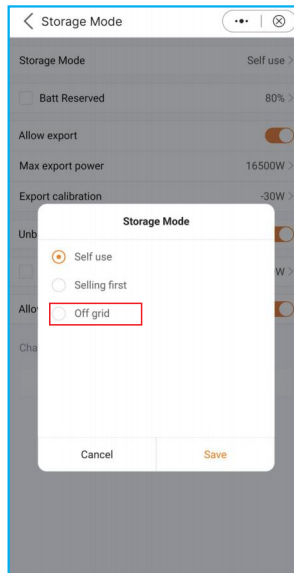 Storage Mode
Storage Mode Self use
Batt Reserved 80%
Allow export
Max export power 16500W
Export calibration -30W
Storage Mode
Unb
Self use
W
Selling first
Allo
Off grid
Cha
Cancel Save